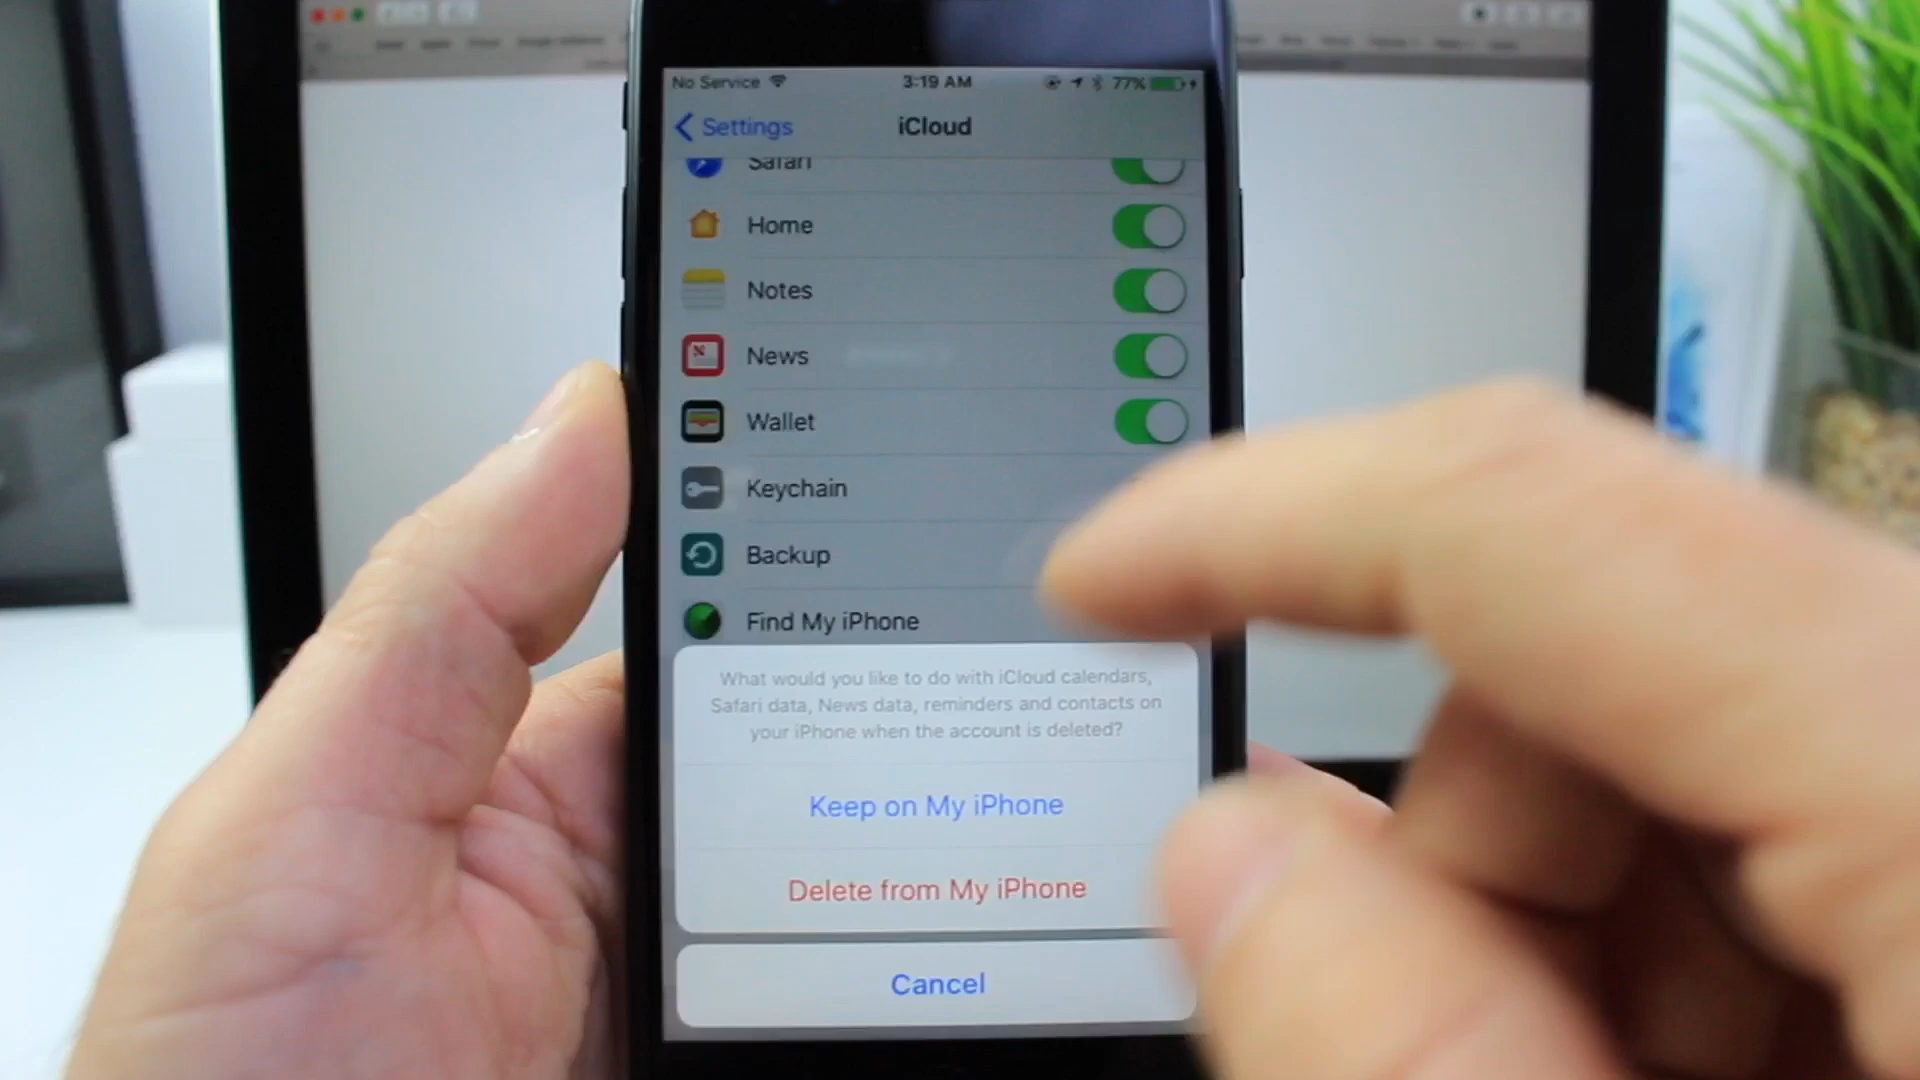 No Service 3:19 AM 77%
Settings iCloud
Safari
Home
Notes
News
Wallet
Keychain
Backup
Find My iPhone
What would you like to do with iCloud calendars,
Safari data, News data, reminders and contacts on
your iPhone when the account is deleted?
Keep on My iPhone
Delete from My iPhone
Cancel